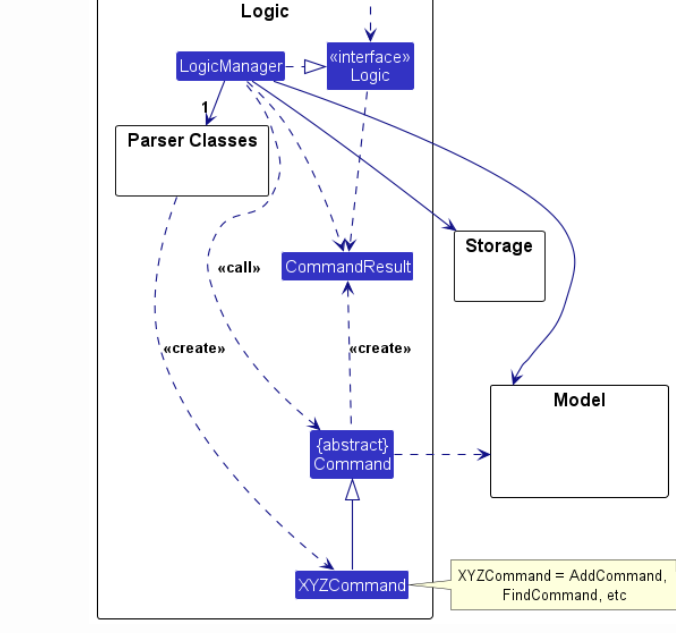 Logic
LogicManager
«interface»
Logic
1
Parser Classes
Storage
CommandResult
«call»
«create»
«create»
Model
{abstract}
Command
XYZCommand
XYZCommand = AddCommand,
FindCommand, etc